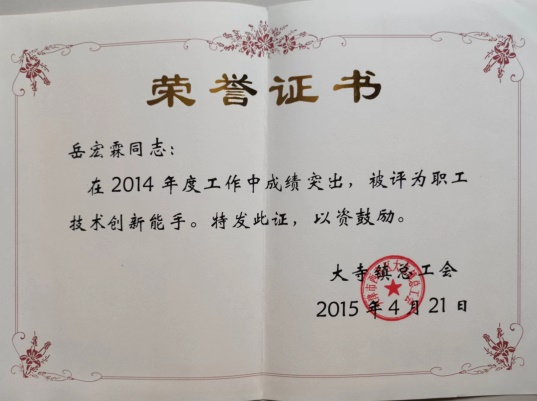 荣誉证书
岳宏霖同志：
在2014年度工作中成绩突出，被评为职工
技术创新能手。特发此证，以资鼓励。
大寺镇总工会
2015年4月21日